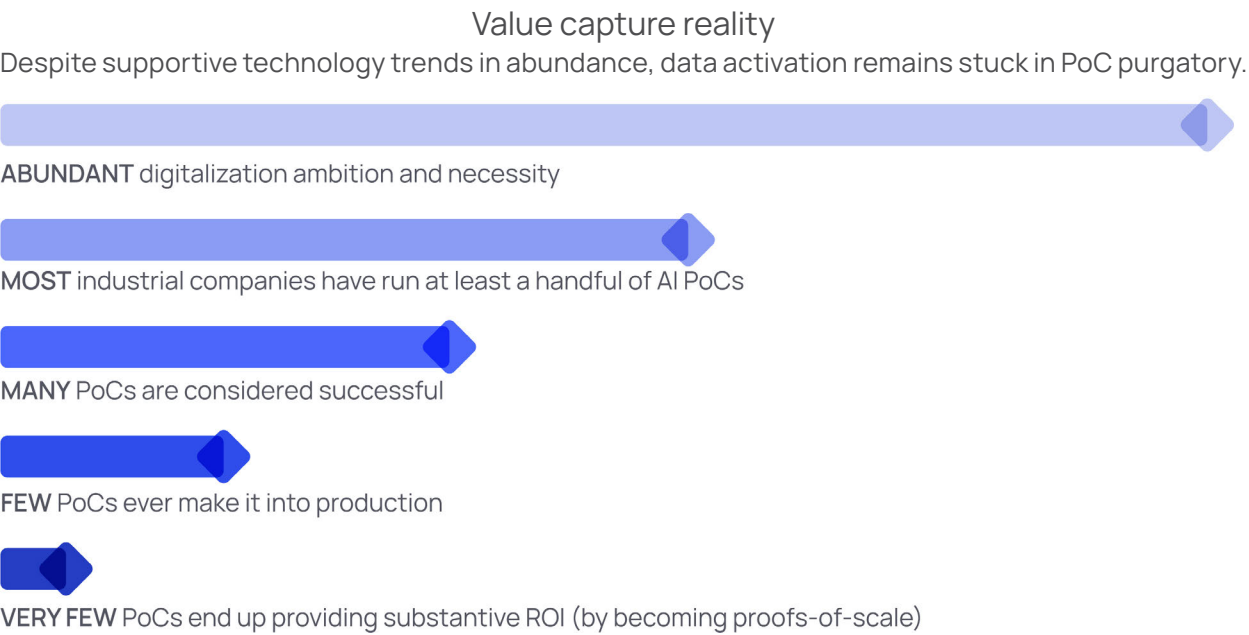 Value capture reality
Despite supportive technology trends in abundance, data activation remains stuck in PoC purgatory.
ABUNDANT digitalization ambition and necessity
MOST industrial companies have run at least a handful of AI PoCs
MANY PoCs are considered successful
FEW PoCs ever make it into production
VERY FEW PoCs end up providing substantive ROI (by becoming proofs-of-scale)